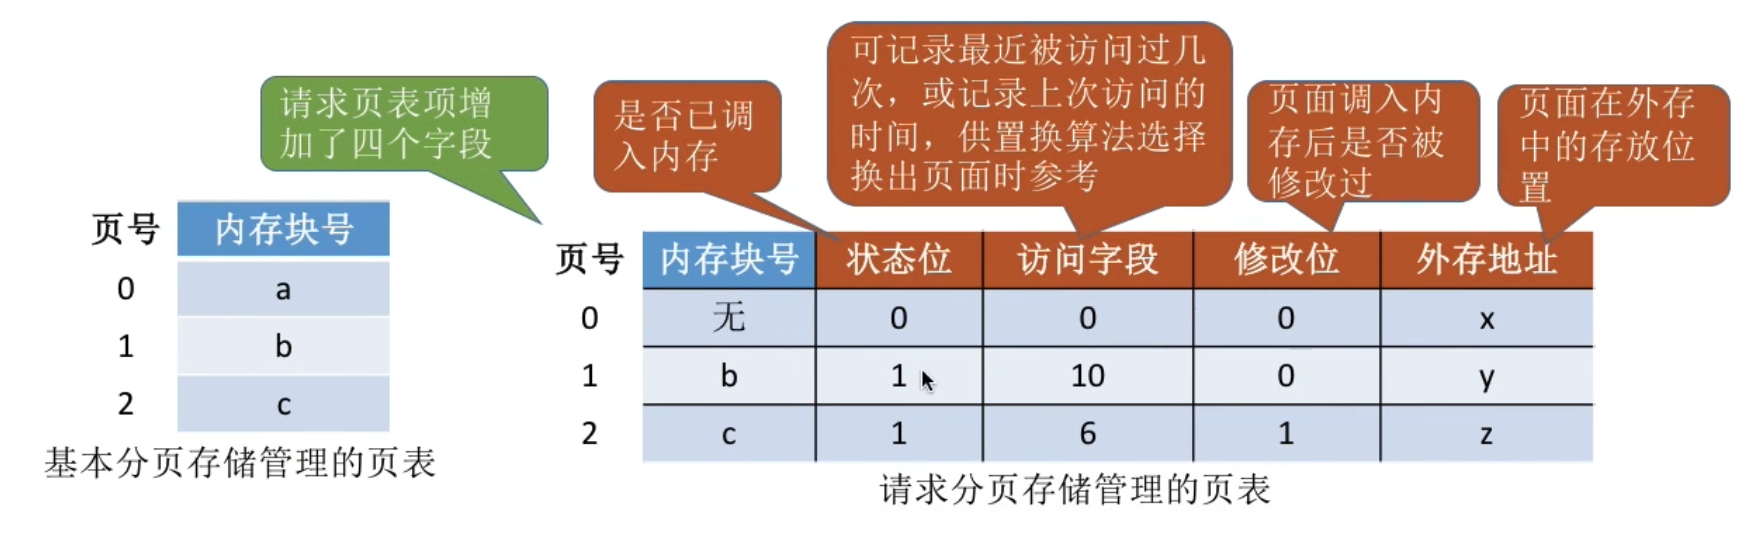 请求页表项增
加了四个字段
是否已调
入内存
可记录最近被访问过几
次，或记录上次访问的
时间，供置换算法选择
换出页面时参考
页面调入内
存后是否被
修改过
页面在外存
中的存放位
置
页号 内存块号
0 a
1 b
2 c
基本分页存储管理的页表
页号 内存块号 状态位 访问字段 修改位 外存地址
0 无 0 0 0 x
1 b 1 10 0 y
2 c 1 6 1 z
请求分页存储管理的页表